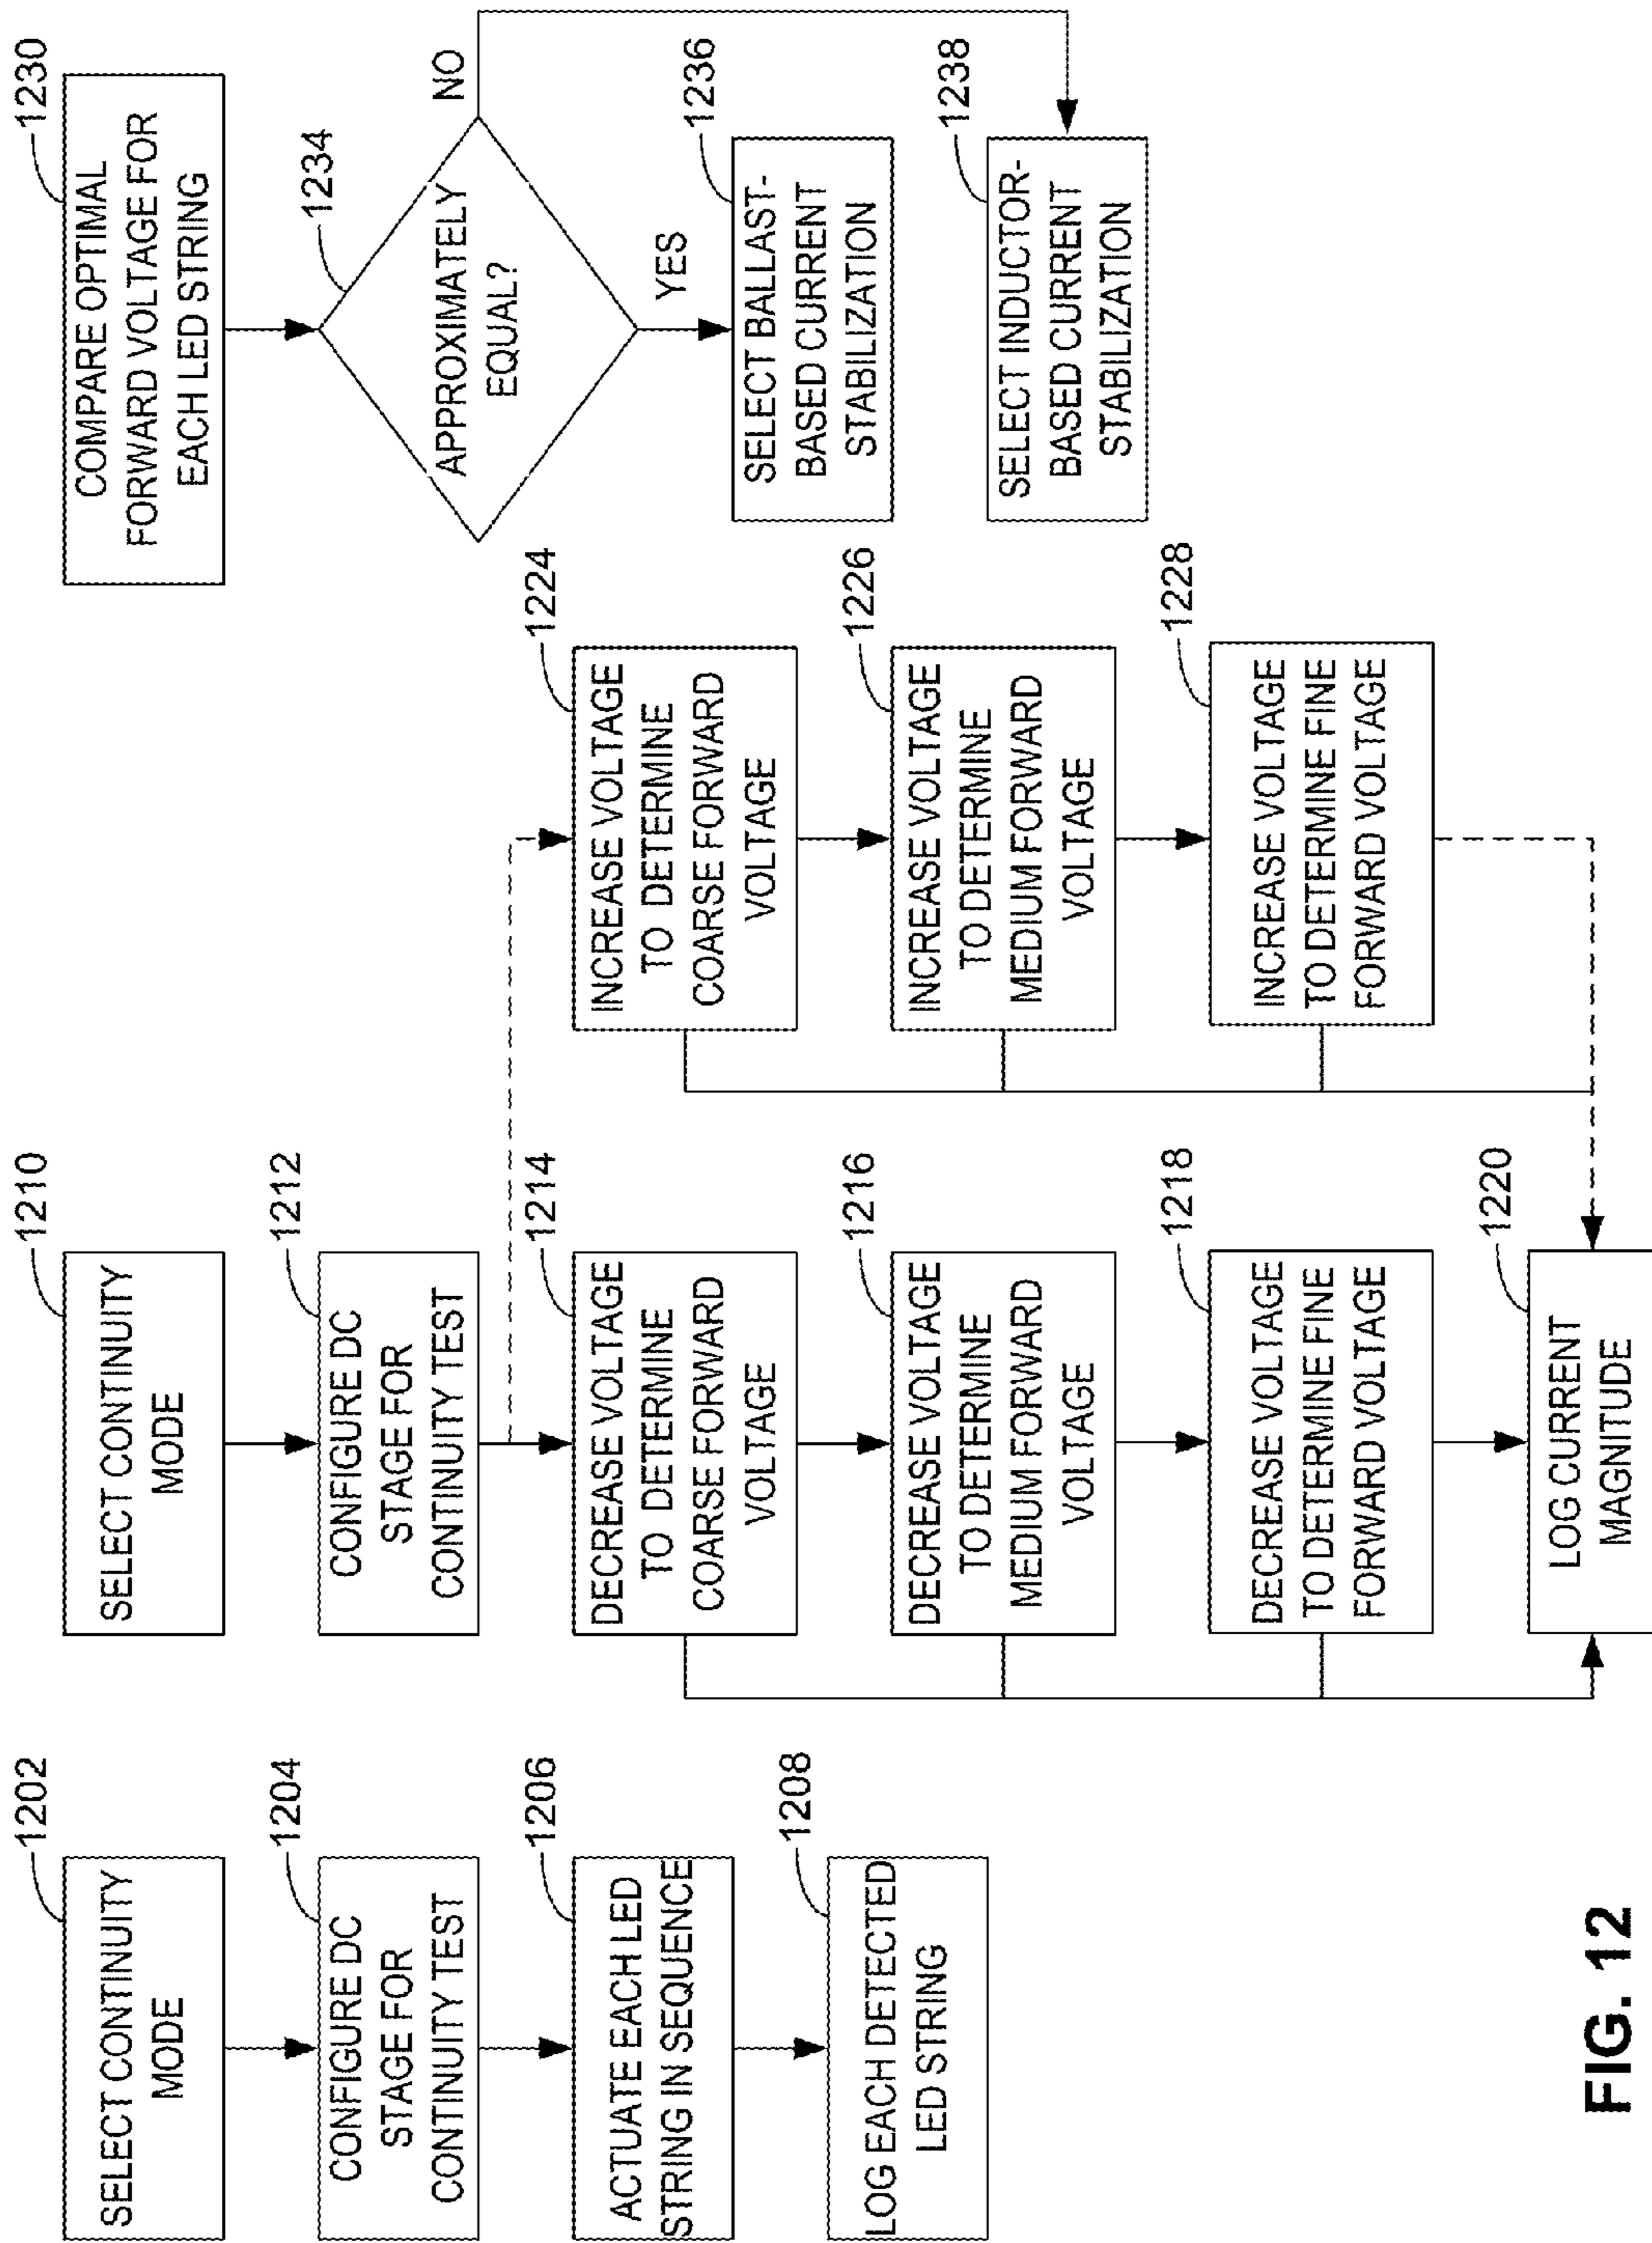 1202
SELECT CONTINUITY
MODE
1204
CONFIGURE DC
STAGE FOR
CONTINUITY TEST
1206
ACTUATE EACH LED
STRING IN SEQUENCE
1208
LOG EACH DETECTED
LED STRING
1210
SELECT CONTINUITY
MODE
1212
CONFIGURE DC
STAGE FOR
CONTINUITY TEST
1214
DECREASE VOLTAGE
TO DETERMINE
COARSE FORWARD
VOLTAGE
1216
DECREASE VOLTAGE
TO DETERMINE
MEDIUM FORWARD
VOLTAGE
1218
DECREASE VOLTAGE
TO DETERMINE FINE
FORWARD VOLTAGE
1220
LOG CURRENT
MAGNITUDE
1224
INCREASE VOLTAGE
TO DETERMINE
COARSE FORWARD
VOLTAGE
1226
INCREASE VOLTAGE
TO DETERMINE
MEDIUM FORWARD
VOLTAGE
1228
INCREASE VOLTAGE
TO DETERMINE FINE
FORWARD VOLTAGE
1230
COMPARE OPTIMAL
FORWARD VOLTAGE FOR
EACH LED STRING
1234
APPROXIMATELY
EQUAL?
NO
YES
1236
SELECT BALLAST-
BASED CURRENT
STABILIZATION
1238
SELECT INDUCTOR-
BASED CURRENT
STABILIZATION
FIG. 12